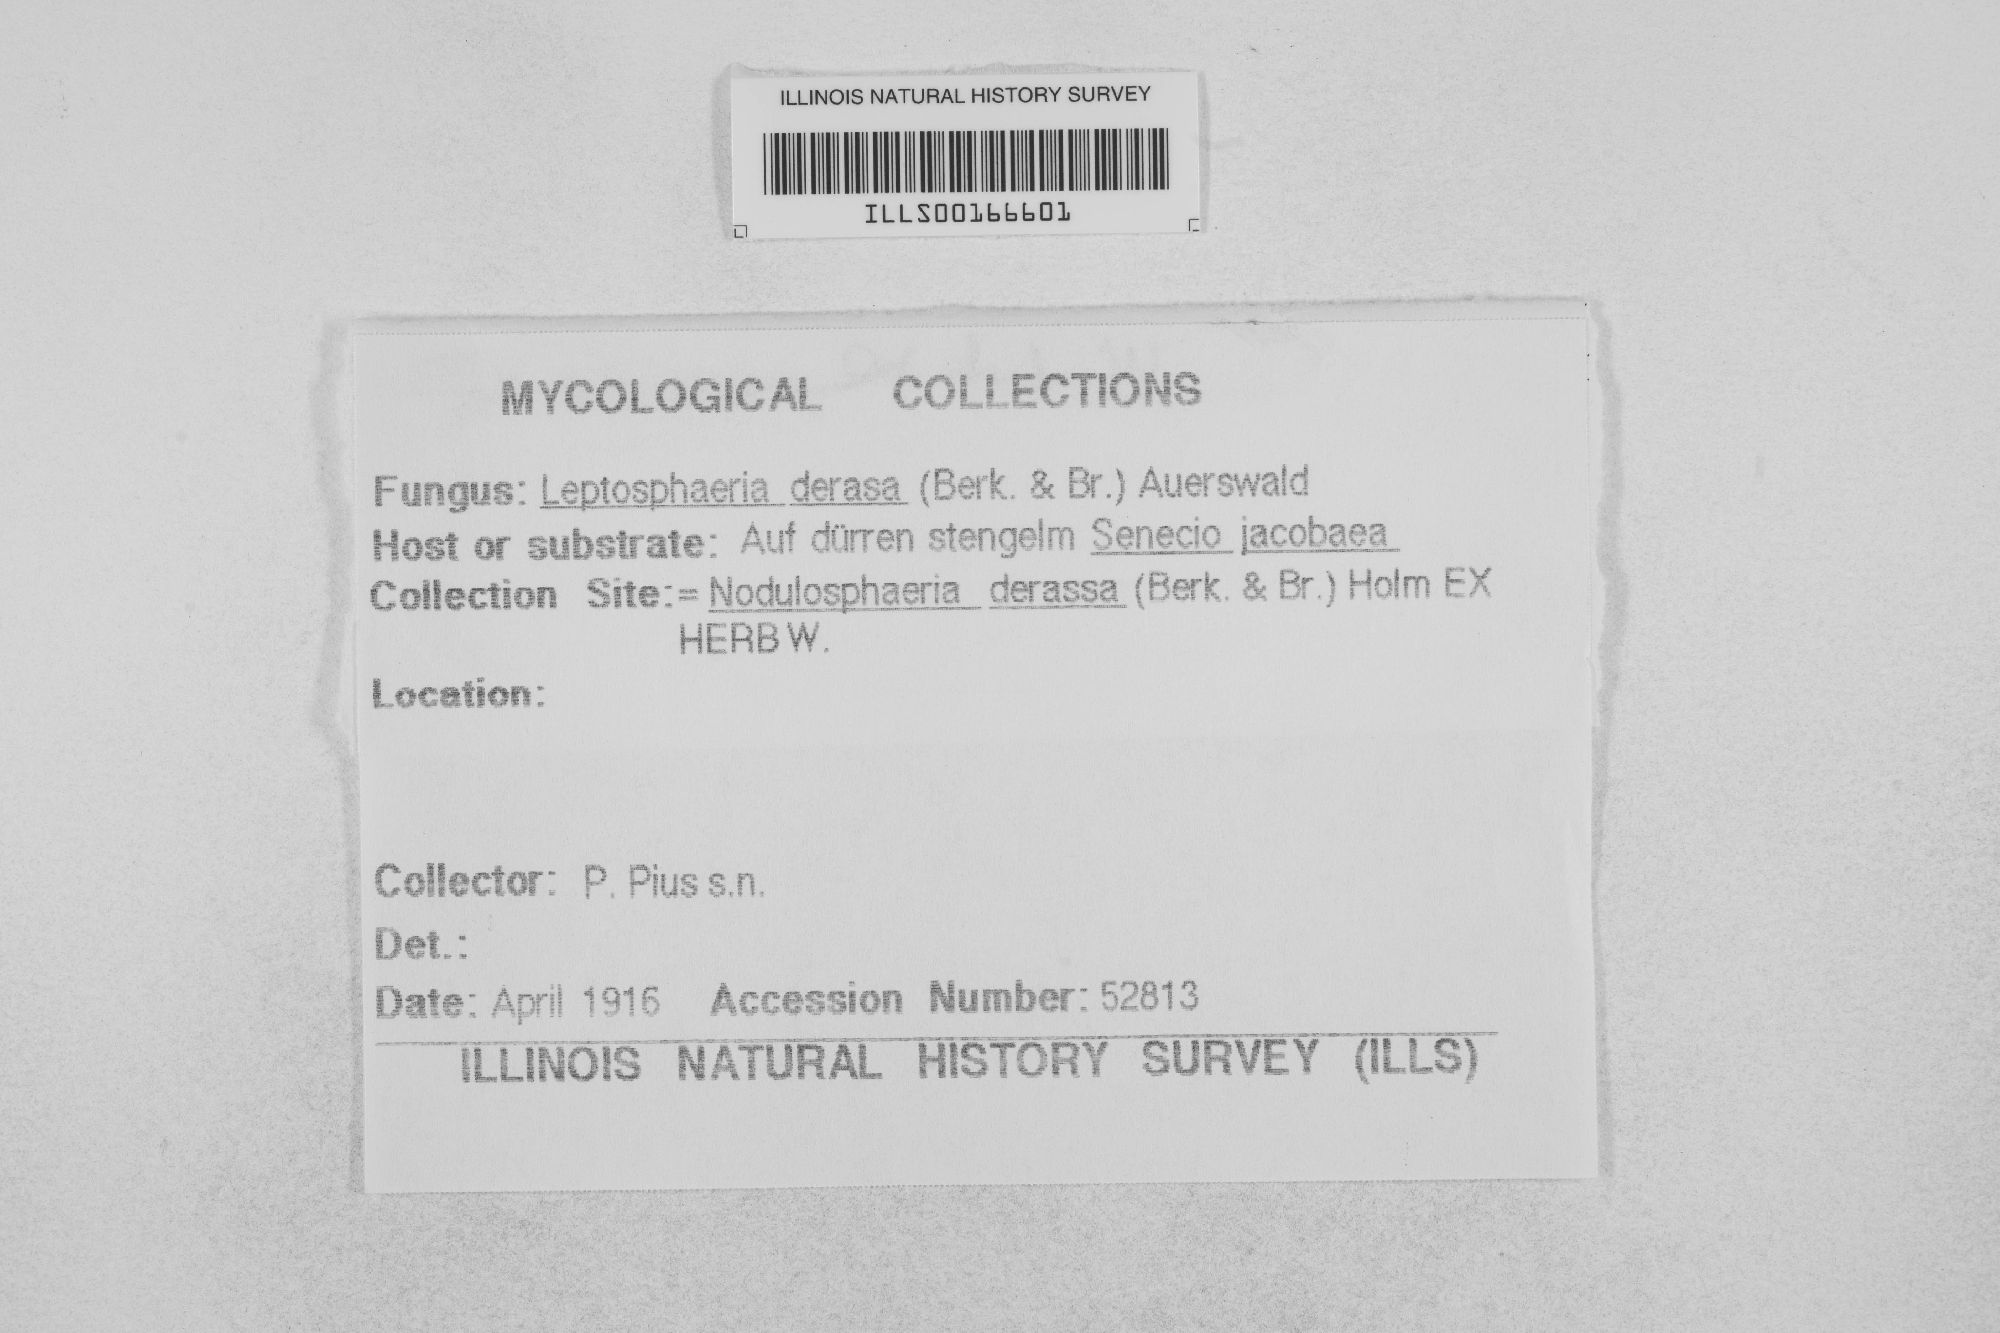 ILLINOIS NATURAL HISTORY SURVEY
ILLS00166601
MYCOLOGICAL COLLECTIONS
Fungus: Leptosphaeria derasa (Berk. & Br.) Auerswald
Host or substrate: Auf dürren stengelm Senecio jacobaea
Collection Site:= Nodulosphaeria derassa (Berk. & Br.) Holm EX
HERB W.
Location:
Collector: P. Pius s.n.
Det.:
Date: April 1916 Accession Number: 52813
ILLINOIS NATURAL HISTORY SURVEY (ILLS)